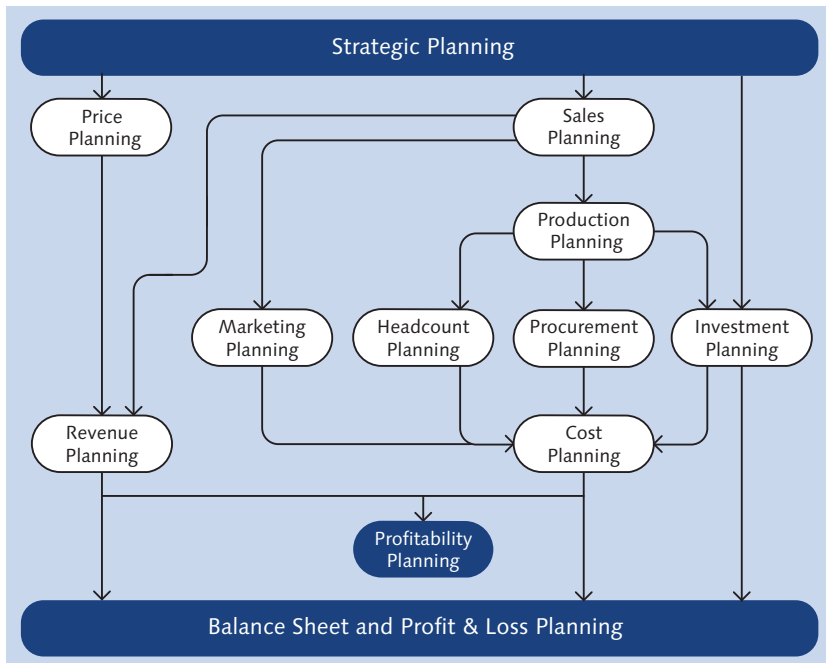 Strategic Planning
Price
Planning
Sales
Planning
Production
Planning
Marketing
Planning
Headcount
Planning
Procurement
Planning
Investment
Planning
Revenue
Planning
Cost
Planning
Profitability
Planning
Balance Sheet and Profit & Loss Planning